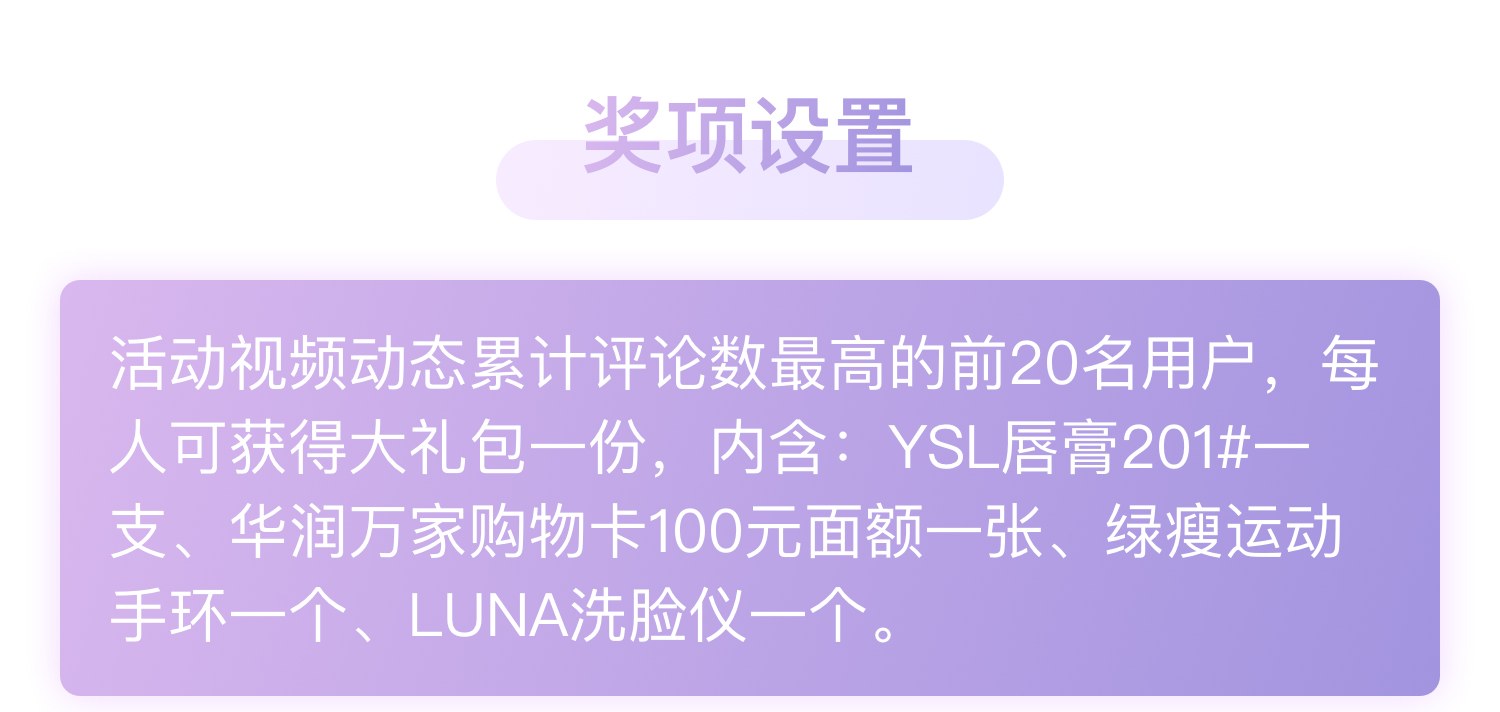 奖项设置
活动视频动态累计评论数最高的前20名用户，每
人可获得大礼包一份，内含：YSL唇膏201#一
支、华润万家购物卡100元面额一张、绿瘦运动
手环一个、LUNA洗脸仪一个。